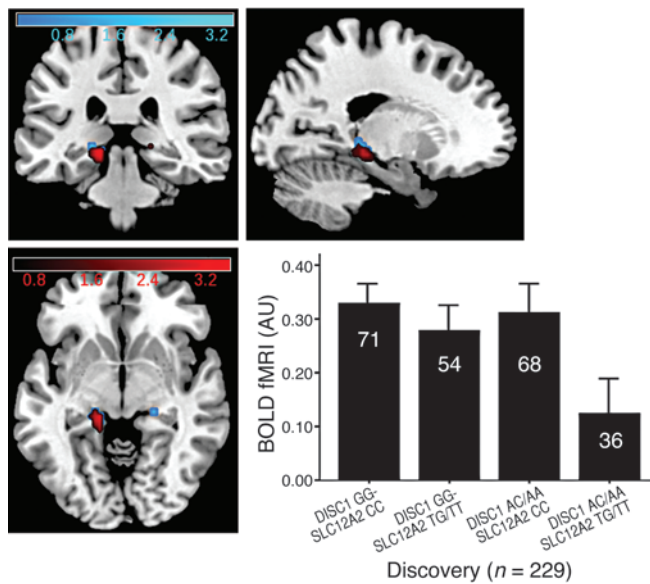 0.8 1.6 2.4 3.2
0.8 1.6 2.4 3.2
BOLD fMRI (AU)
0.40
0.30
0.20
0.10
0.00
71
54
68
36
DISC1 GG-
SLC12A2 CC
DISC1 GG-
SLC12A2 TG/TT
DISC1 AC/AA
SLC12A2 CC
DISC1 AC/AA
SLC12A2 TG/TT
Discovery (n = 229)